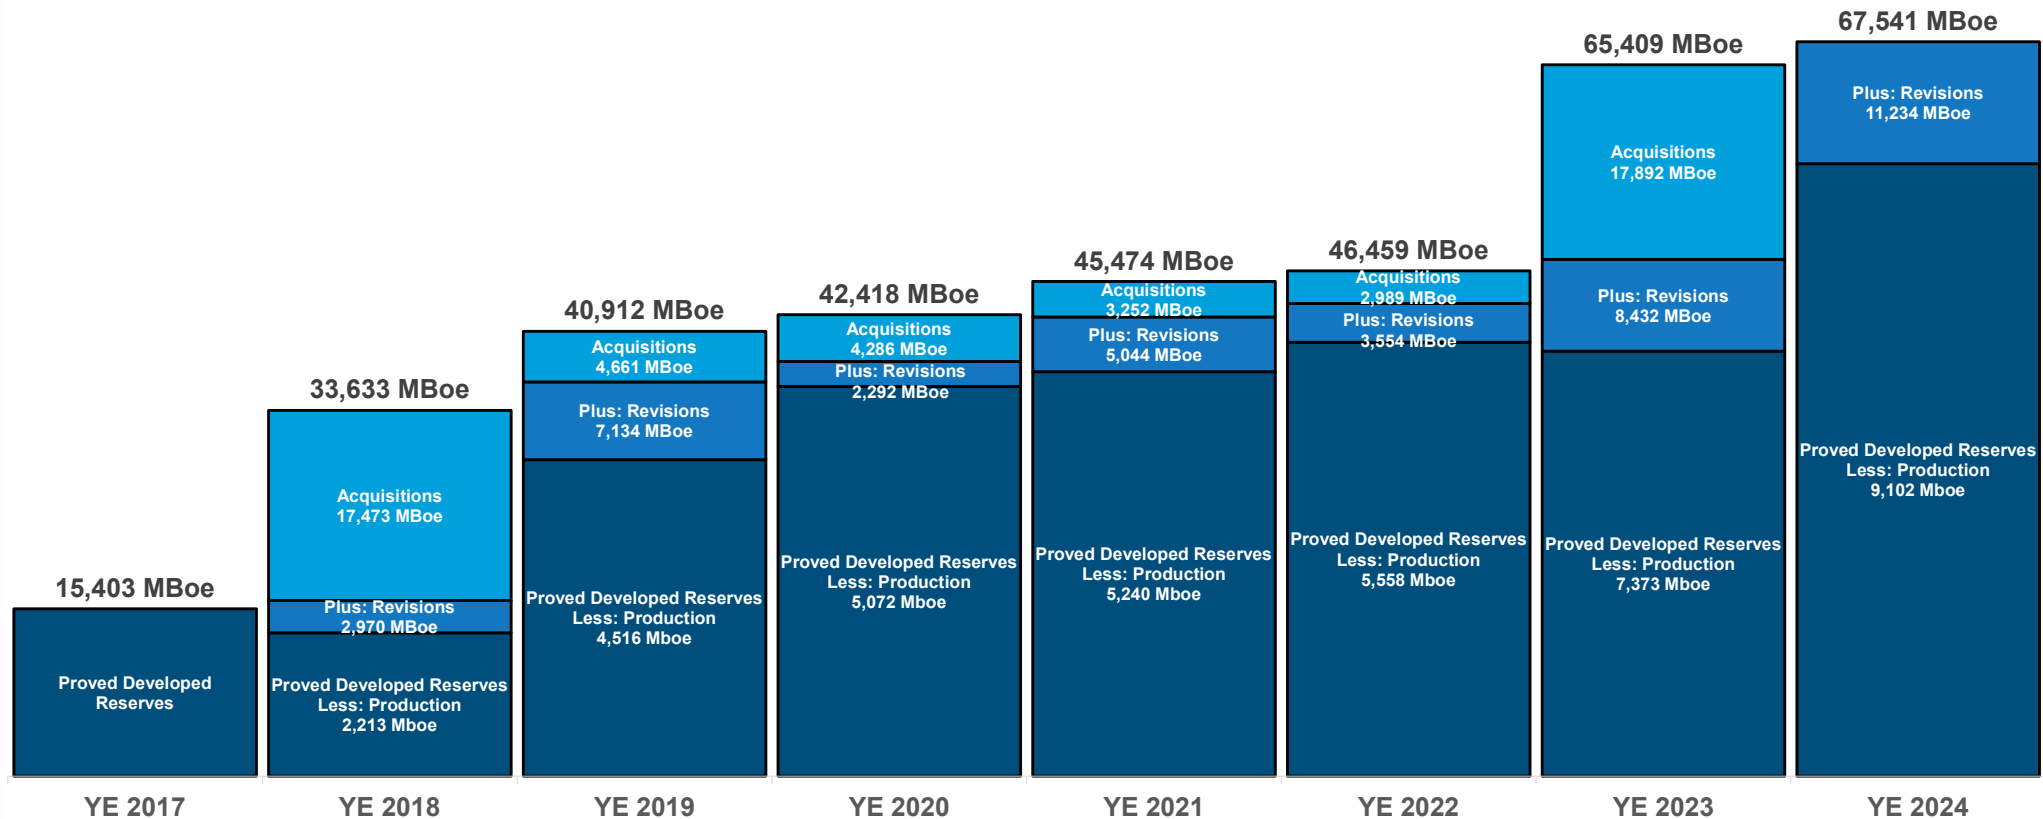 15,403 MBoe
Proved Developed
Reserves
YE 2017
33,633 MBoe
Acquisitions
17,473 MBoe
Plus: Revisions
2,970 MBoe
Proved Developed Reserves
Less: Production
2,213 Mboe
YE 2018
40,912 MBoe
Acquisitions
4,661 MBoe
Plus: Revisions
7,134 MBoe
Proved Developed Reserves
Less: Production
4,516 Mboe
YE 2019
42,418 MBoe
Acquisitions
4,286 MBoe
Plus: Revisions
2,292 MBoe
Proved Developed Reserves
Less: Production
5,072 Mboe
YE 2020
45,474 MBoe
Acquisitions
3,252 MBoe
Plus: Revisions
5,044 MBoe
Proved Developed Reserves
Less: Production
5,240 Mboe
YE 2021
46,459 MBoe
Acquisitions
2,989 MBoe
Plus: Revisions
3,554 MBoe
Proved Developed Reserves
Less: Production
5,558 Mboe
YE 2022
65,409 MBoe
Acquisitions
17,892 MBoe
Plus: Revisions
8,432 MBoe
Proved Developed Reserves
Less: Production
7,373 Mboe
YE 2023
67,541 MBoe
Plus: Revisions
11,234 MBoe
Proved Developed Reserves
Less: Production
9,102 Mboe
YE 2024